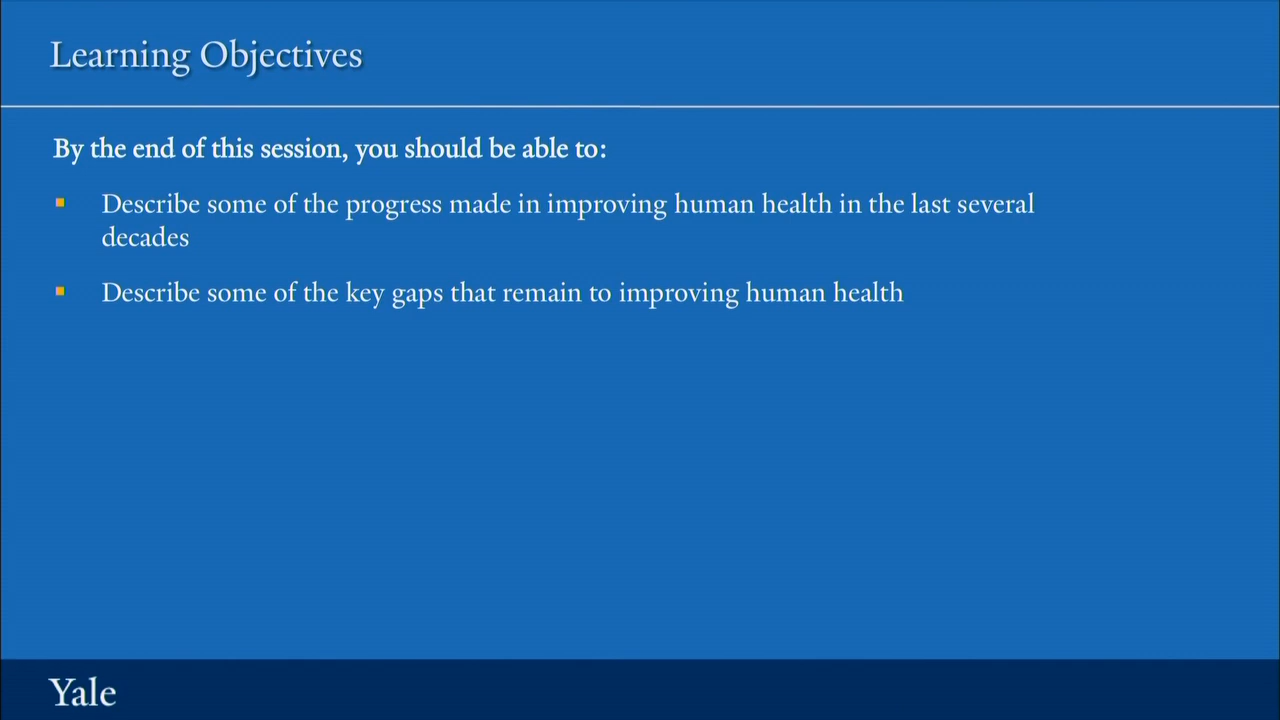 Learning Objectives
By the end of this session, you should be able to:
Describe some of the progress made in improving human health in the last several
decades
Describe some of the key gaps that remain to improving human health
Yale